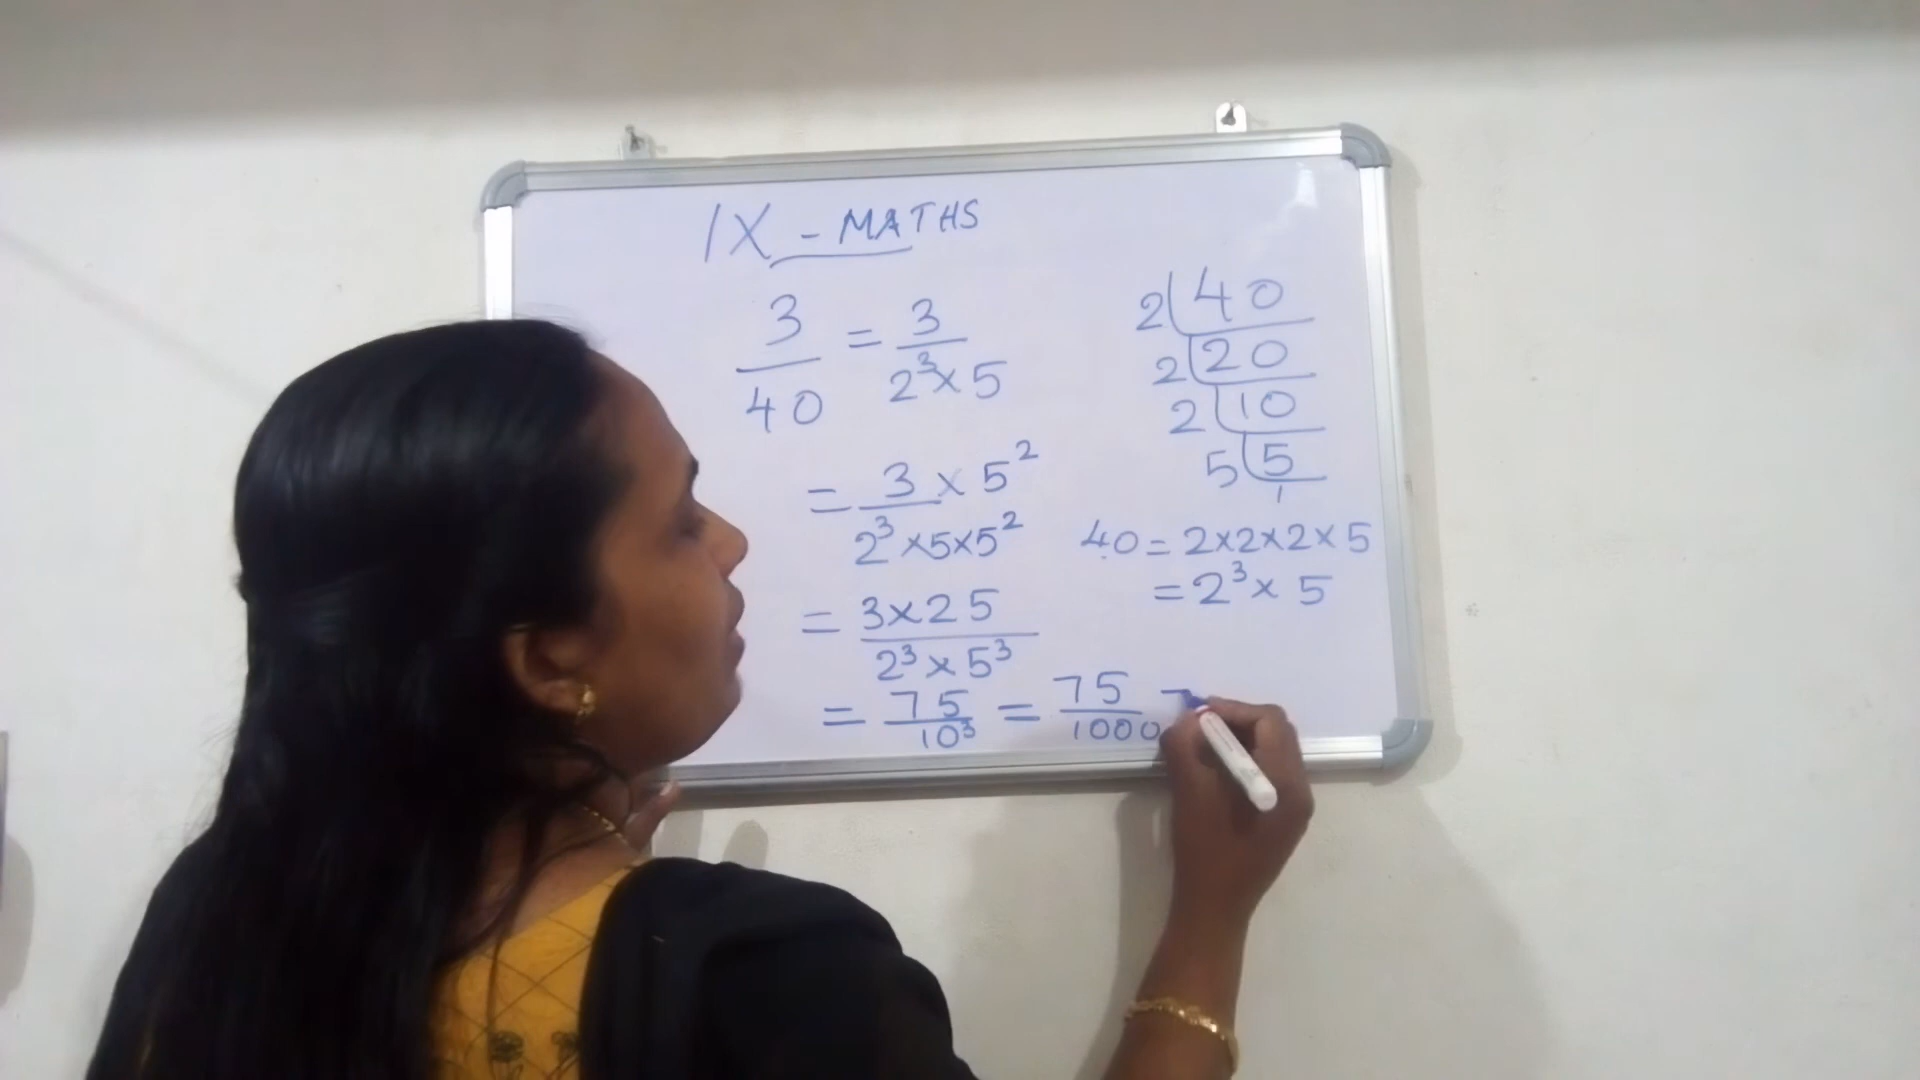 IX - MATHS
3/40 = 3/2³×5
= 3×5²/2³×5×5²
= 3×25/2³×5³
= 75/10³ = 75/1000
2 | 40
2 | 20
2 | 10
5 | 5
1
40 = 2×2×2×5
= 2³×5